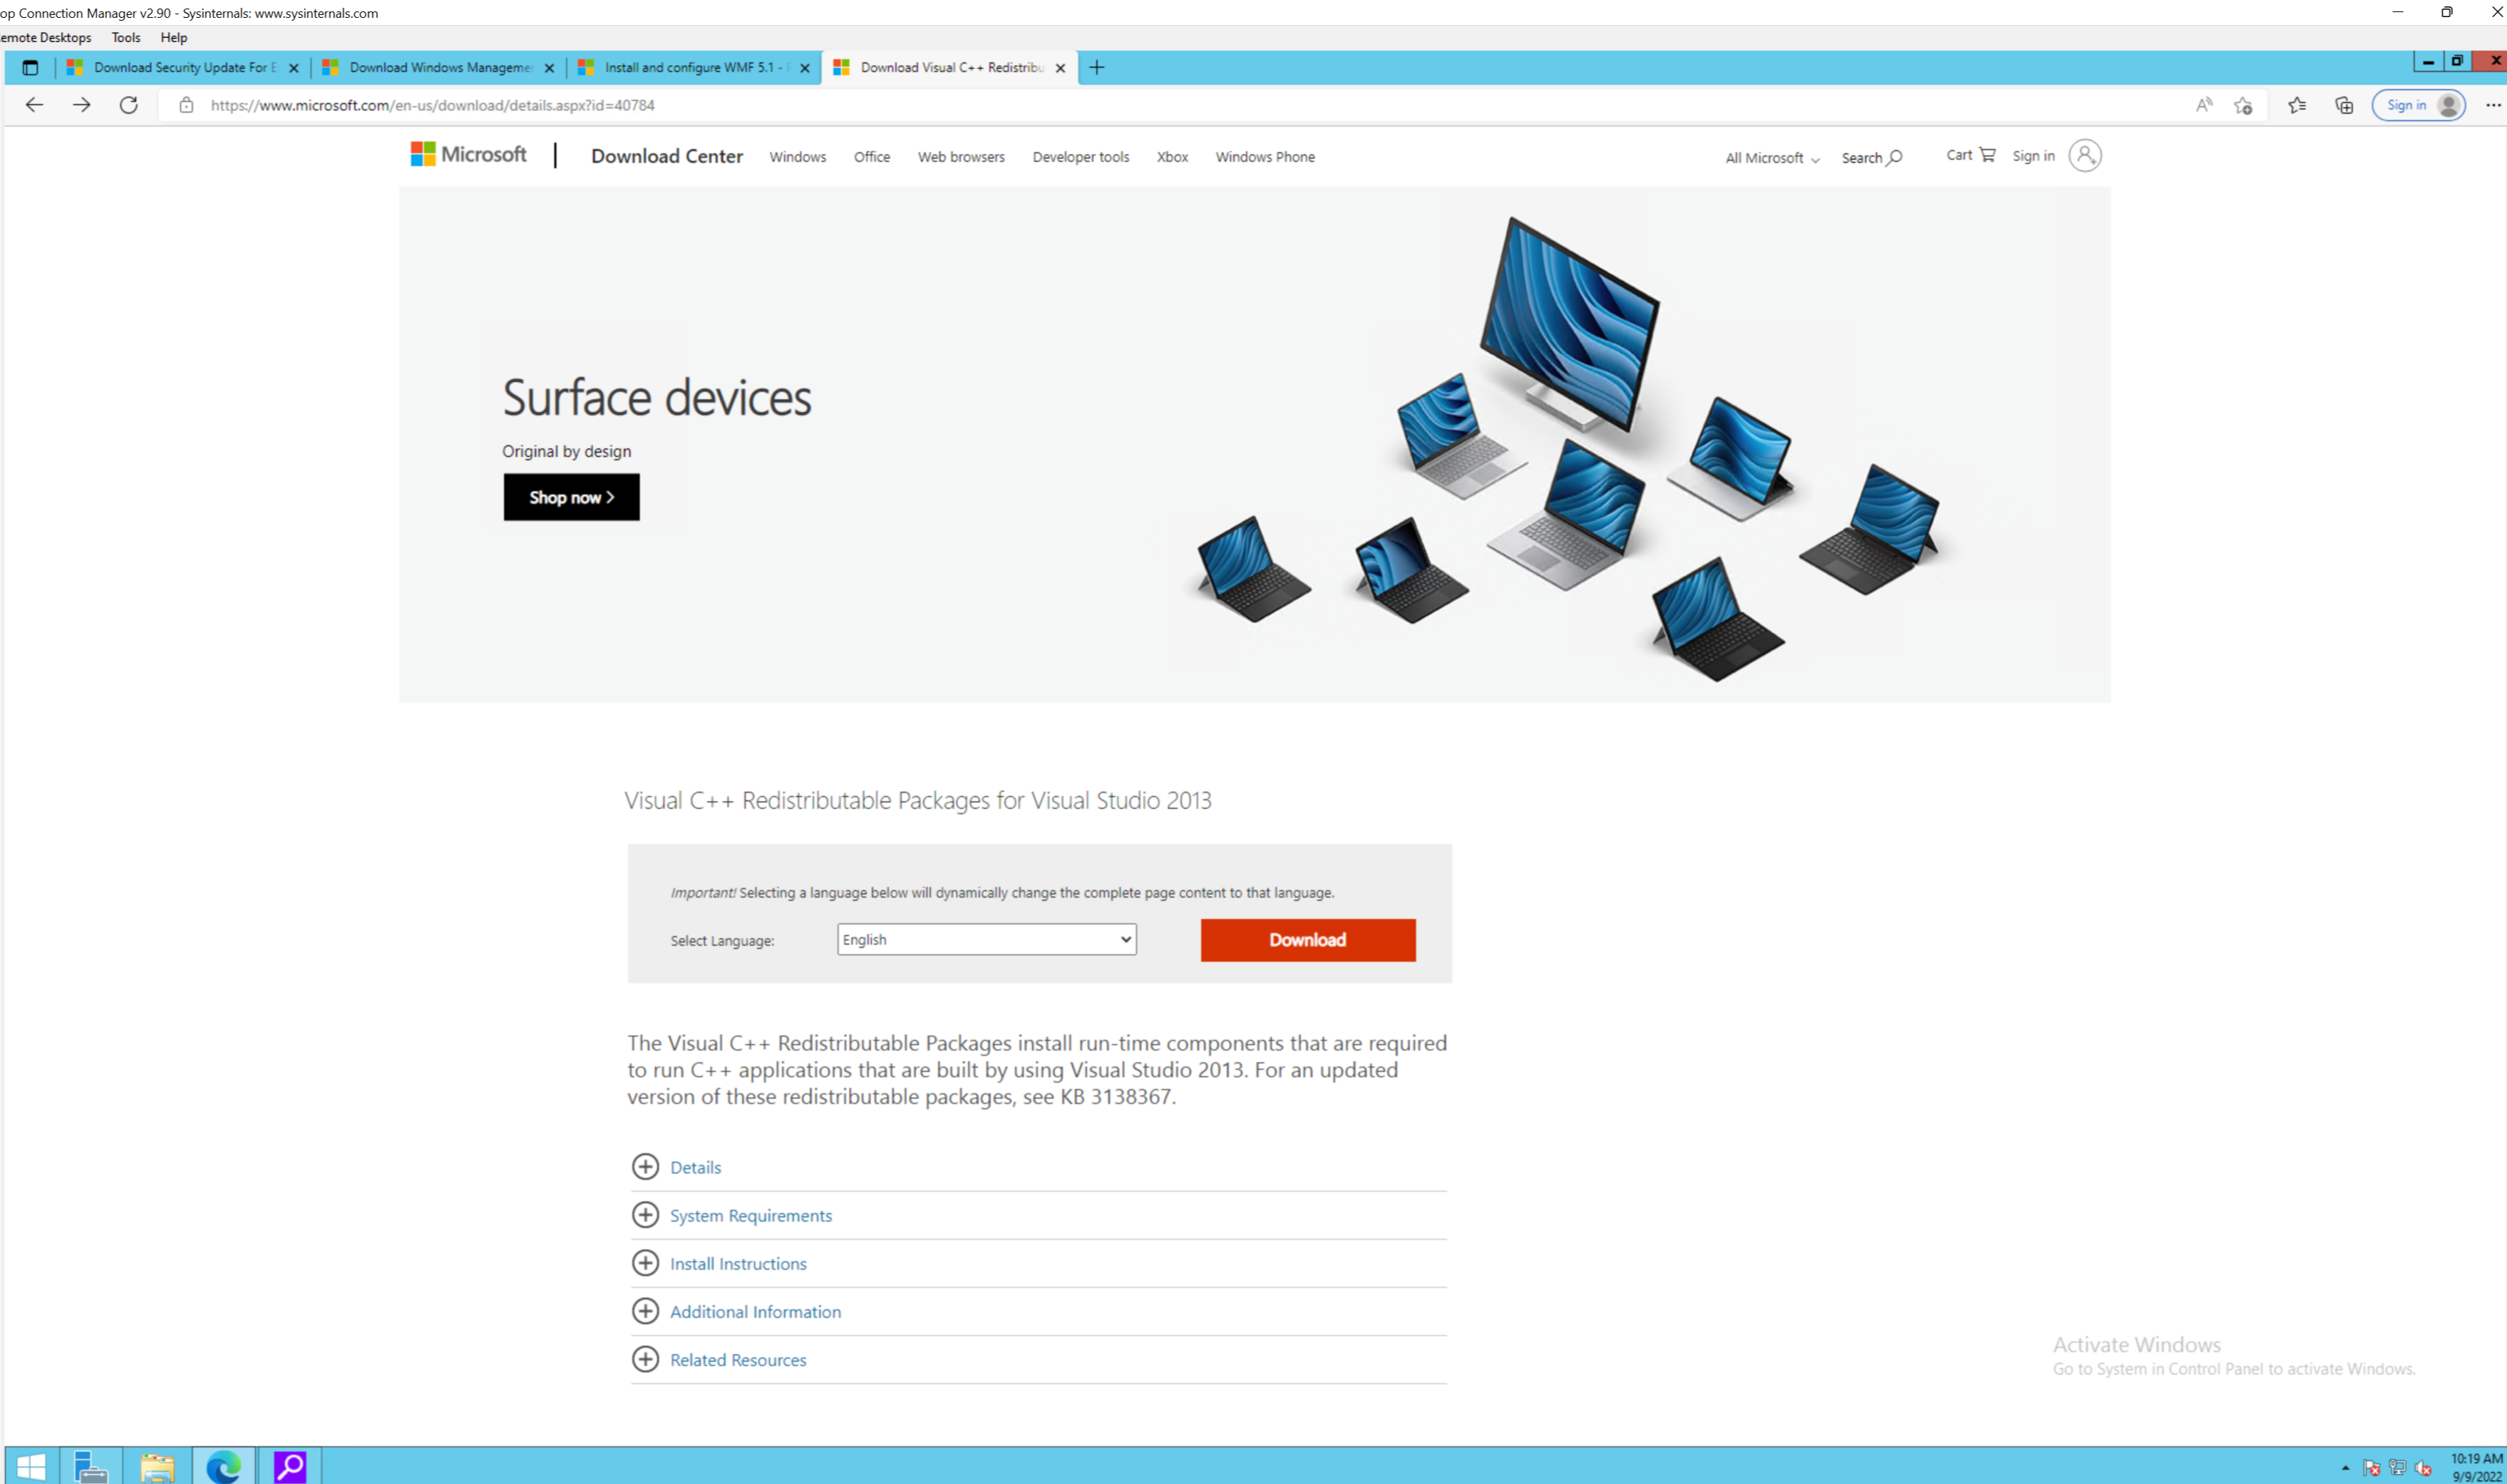 op Connection Manager v2.90 - Sysinternals: www.sysinternals.com
emote Desktops Tools Help
Download Security Update For E Download Windows Manageme Install and configure WMF 5.1 - Download Visual C++ Redistribu
https://www.microsoft.com/en-us/download/details.aspx?id=40784 Sign in
Microsoft Download Center Windows Office Web browsers Developer tools Xbox Windows Phone All Microsoft Search Cart Sign in
Surface devices
Original by design
Shop now >
Visual C++ Redistributable Packages for Visual Studio 2013
Important! Selecting a language below will dynamically change the complete page content to that language.
Select Language: English Download
The Visual C++ Redistributable Packages install run-time components that are required
to run C++ applications that are built by using Visual Studio 2013. For an updated
version of these redistributable packages, see KB 3138367.
Details
System Requirements
Install Instructions
Additional Information
Related Resources
Activate Windows
Go to System in Control Panel to activate Windows.
10:19 AM
9/9/2022